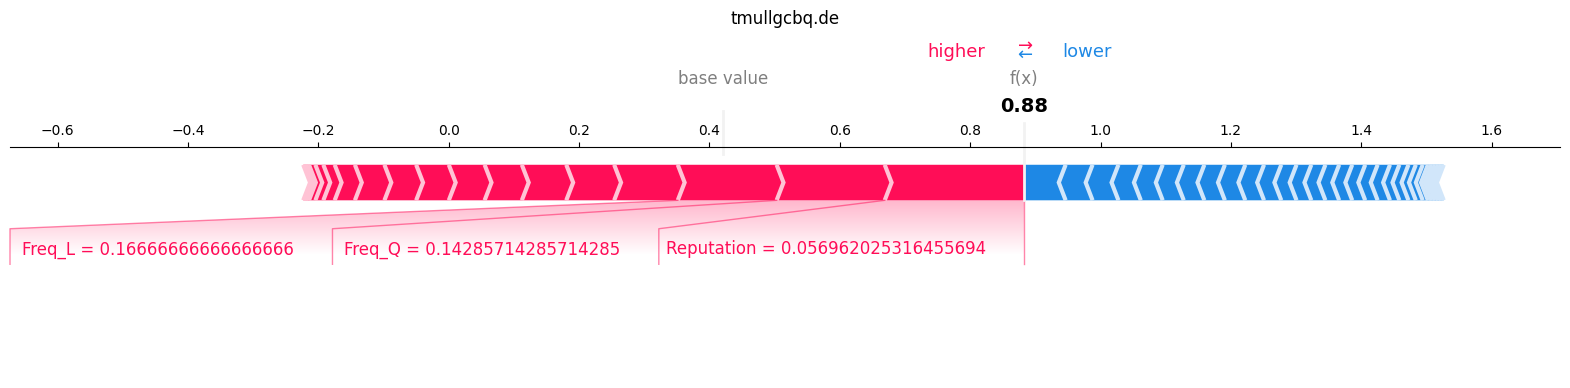 tmullgcbq.de
higher ⇄ lower
base value f(x)
0.88
−0.6 −0.4 −0.2 0.0 0.2 0.4 0.6 0.8 1.0 1.2 1.4 1.6
Freq_L = 0.16666666666666666 Freq_Q = 0.14285714285714285 Reputation = 0.056962025316455694